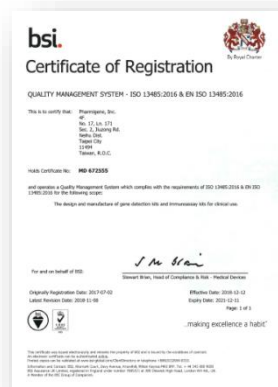 bsi.
By Royal Charter
Certificate of Registration
QUALITY MANAGEMENT SYSTEM - ISO 13485:2016 & EN ISO 13485:2016
This is to certify that: Pharmigene, Inc.
4F.
No. 17, Ln. 171
Sec. 2, Jiuzong Rd.
Neihu Dist.
Taipei City
11494
Taiwan, R.O.C.
Holds Certificate No: MD 672555
and operates a Quality Management System which complies with the requirements of ISO 13485:2016 & EN ISO
13485:2016 for the following scope:
The design and manufacture of gene detection kits and immunoassay kits for clinical use.
For and on behalf of BSI:
Stewart Brain, Head of Compliance & Risk - Medical Devices
Originally Registration Date: 2017-07-02 Effective Date: 2018-12-12
Latest Revision Date: 2018-11-08 Expiry Date: 2021-12-11
Page: 1 of 1
...making excellence a habit